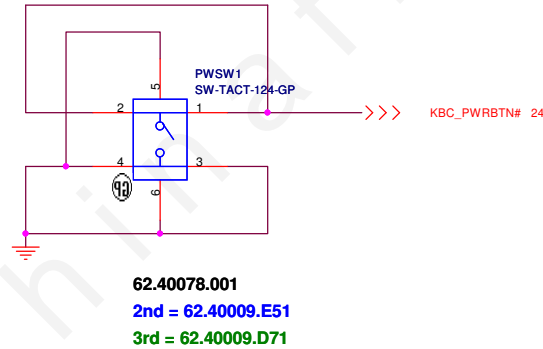 PWSW1
SW-TACT-124-GP
5
2
1
KBC_PWRBTN# 24
4
3
GP
6
62.40078.001
2nd = 62.40009.E51
3rd = 62.40009.D71